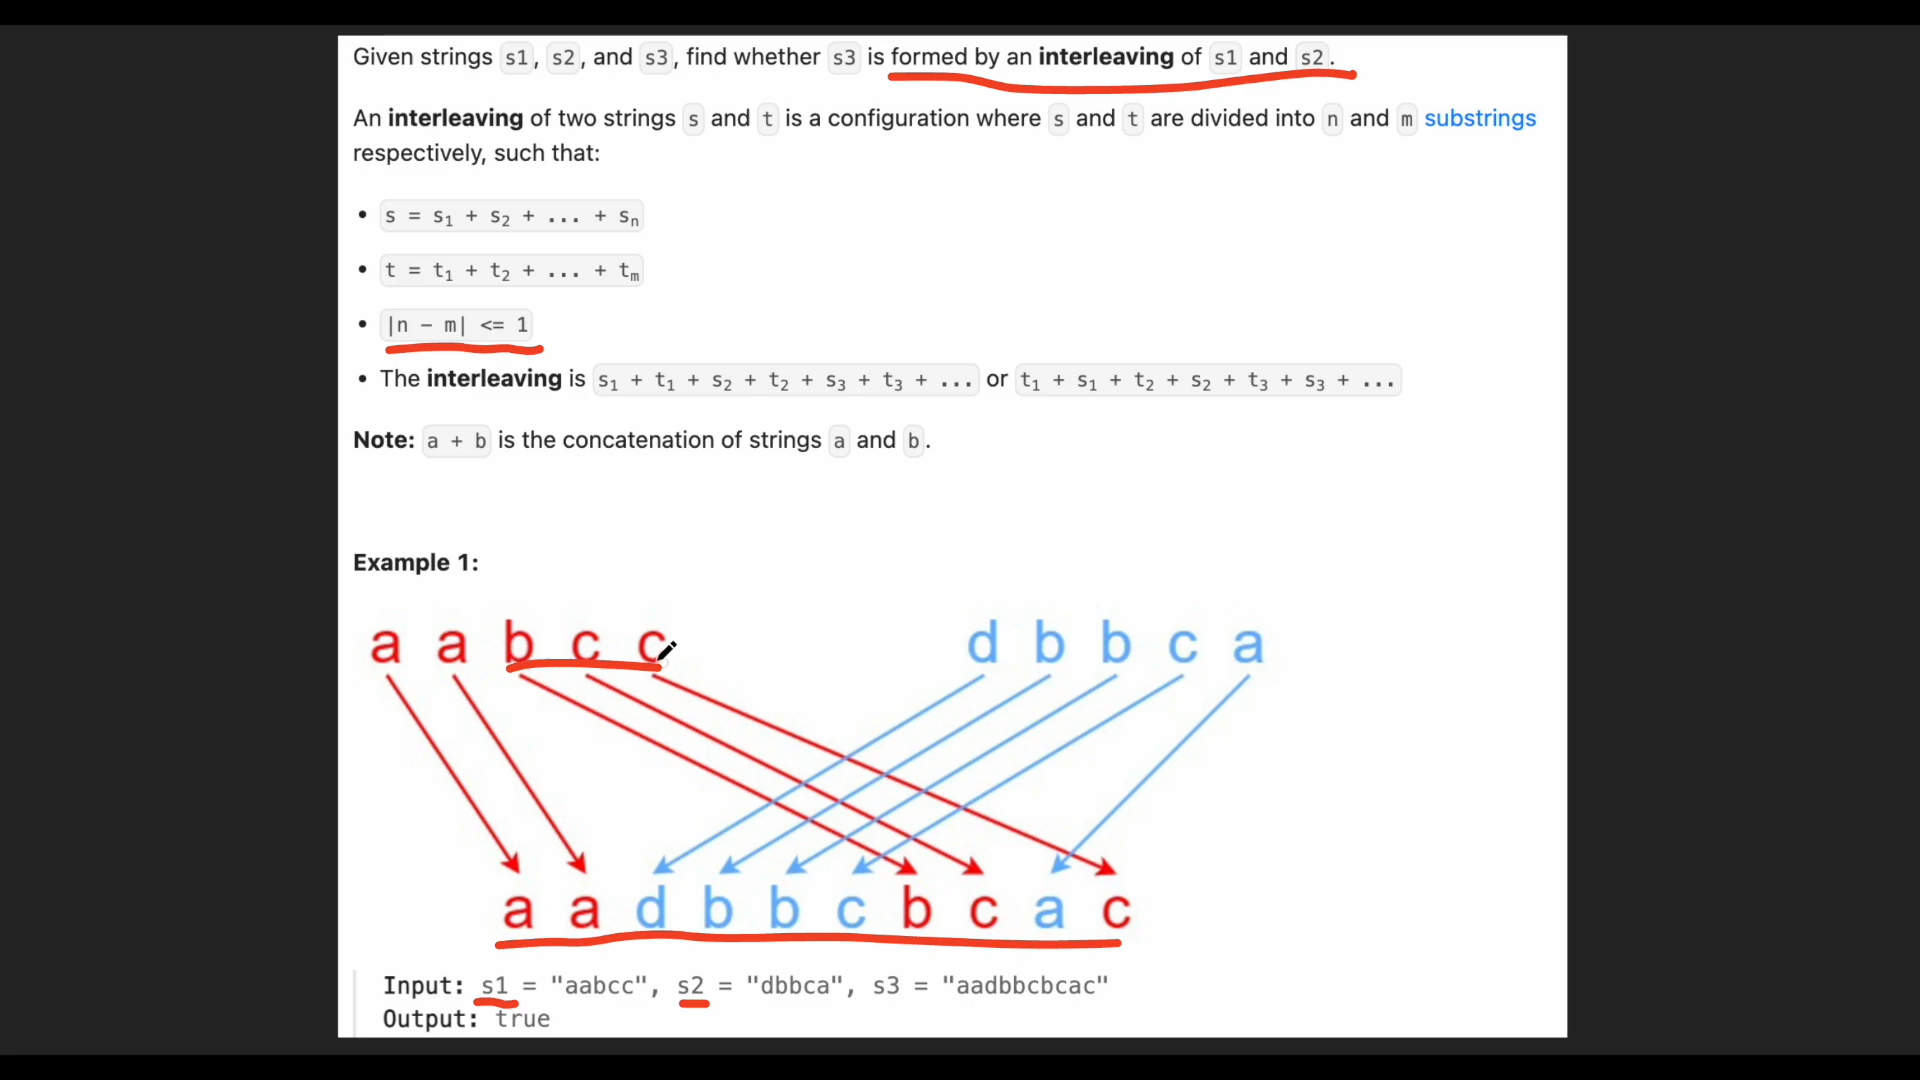 Given strings s1, s2, and s3, find whether s3 is formed by an interleaving of s1 and s2.
An interleaving of two strings s and t is a configuration where s and t are divided into n and m substrings
respectively, such that:
• s = s₁ + s₂ + ... + sₙ
• t = t₁ + t₂ + ... + tₘ
• |n - m| <= 1
• The interleaving is s₁ + t₁ + s₂ + t₂ + s₃ + t₃ + ... or t₁ + s₁ + t₂ + s₂ + t₃ + s₃ + ...
Note: a + b is the concatenation of strings a and b.
Example 1:
a a b c c d b b c a
a a d b b c b c a c
Input: s1 = "aabcc", s2 = "dbbca", s3 = "aadbbcbcac"
Output: true